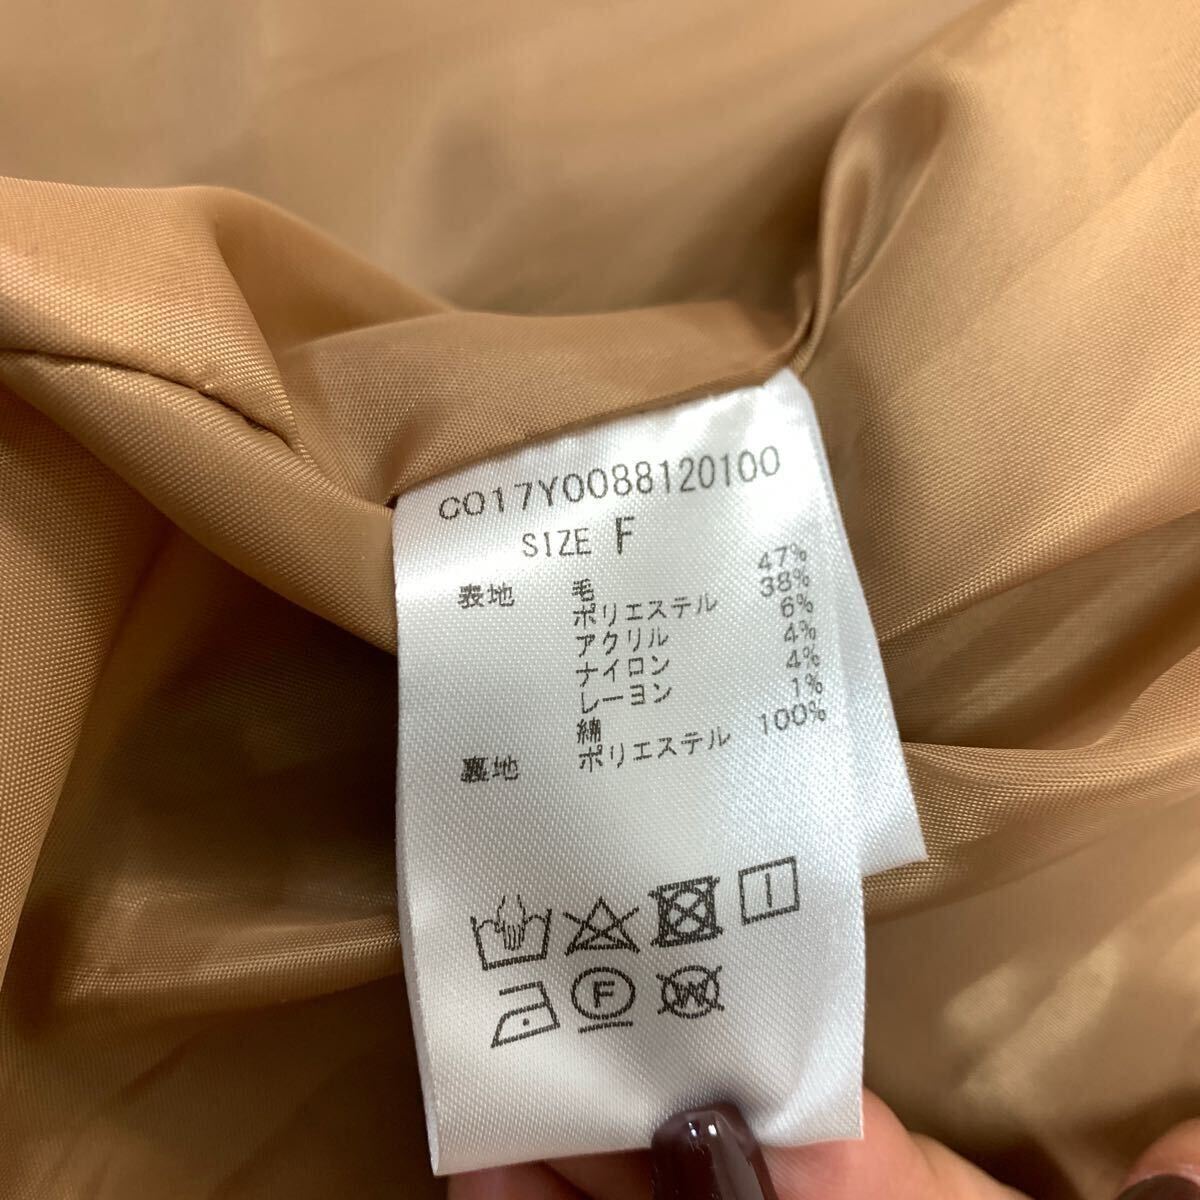 C017Y0088120100
SIZE F
表地 毛 47%
ポリエステル 38%
アクリル 6%
ナイロン 4%
レーヨン 4%
綿 1%
裏地 ポリエステル 100%
F W